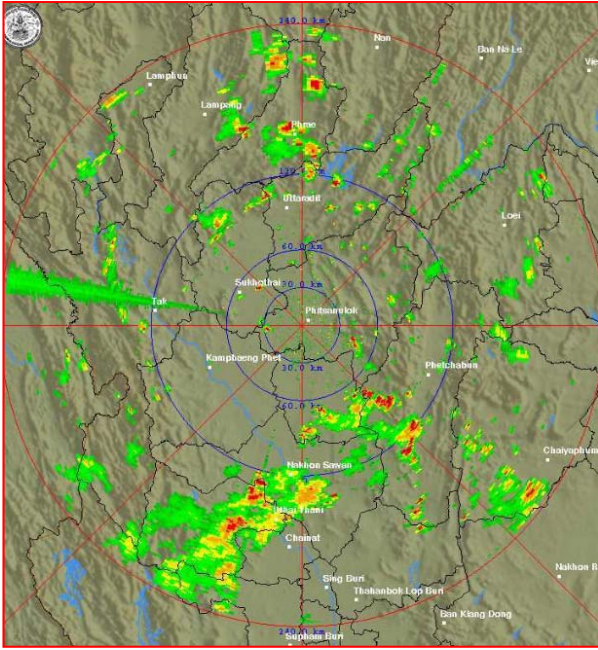 240.0 km
Nan
Ban Na Le
Lamphun
Lampang
Phrae
120.
Uttaradit
Loei
60.0 km
30.0 km
Sukhothai
Tak
Phitsanulok
Kamphaeng Phet
Phetchabun
30.0 km
60.0 km
Chaiyaphum
Nakhon Sawan
Uthai Thani
Chainat
Nakhon R
Sing Buri
Thahanbok Lop Buri
Ban Klang Dong
240.0 km
Suphan Buri